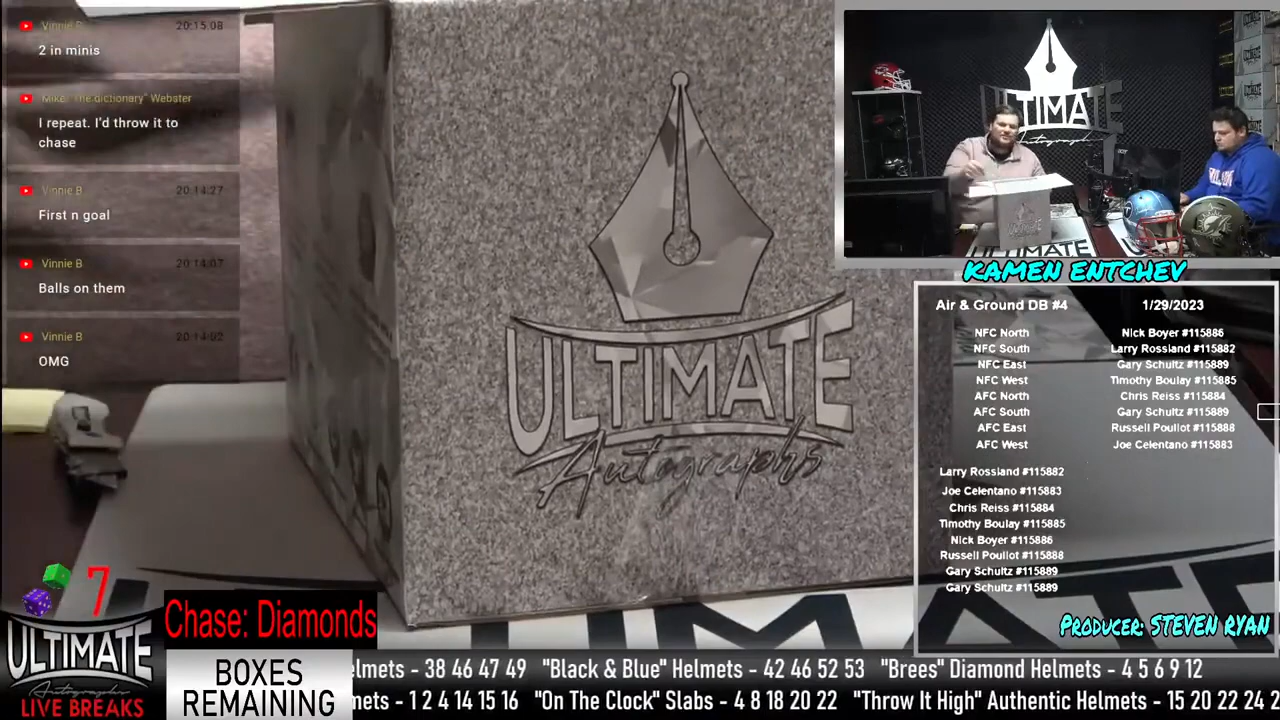 Vinnie B 20:15:08
2 in minis
Mike "The dictionary" Webster
I repeat. I'd throw it to
chase
Vinnie B 20:14:27
First n goal
Vinnie B 20:14:07
Balls on them
Vinnie B 20:14:02
OMG
ULTIMATE
Autographs
TIMA
ULTIMATE
KAMEN ENTCHEV
Air & Ground DB #4 1/29/2023
NFC North Nick Boyer #115886
NFC South Larry Rossland #115882
NFC East Gary Schultz #115889
NFC West Timothy Boulay #115885
AFC North Chris Reiss #115884
AFC South Gary Schultz #115889
AFC East Russell Pouliot #115888
AFC West Joe Celentano #115883
Larry Rossland #115882
Joe Celentano #115883
Chris Reiss #115884
Timothy Boulay #115885
Nick Boyer #115886
Russell Pouliot #115888
Gary Schultz #115889
Gary Schultz #115889
Producer: STEVEN RYAN
7
ULTIMATE
Autographs
LIVE BREAKS
Chase: Diamonds
BOXES
REMAINING
elmets - 38 46 47 49 "Black & Blue" Helmets - 42 46 52 53 "Brees" Diamond Helmets - 4 5 6 9 12
mets - 1 2 4 14 15 16 "On The Clock" Slabs - 4 8 18 20 22 "Throw It High" Authentic Helmets - 15 20 22 24 2